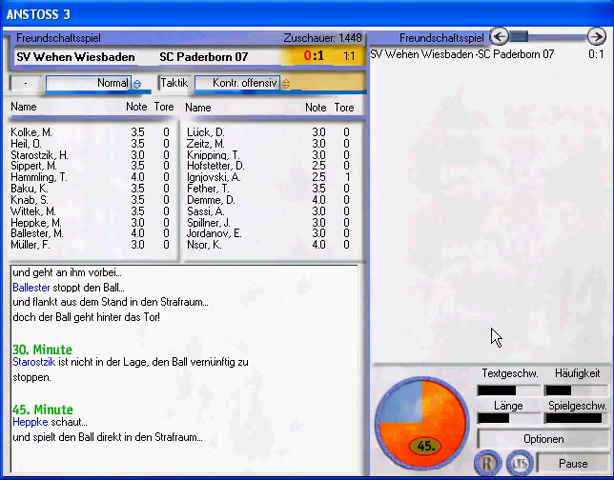 ANSTOSS 3
Freundschaftsspiel Zuschauer: 1.448
SV Wehen Wiesbaden SC Paderborn 07 0:1 1:1
- Normal Taktik Kontr. offensiv
Name Note Tore Name Note Tore
Kolke, M. 3.5 0 Lück, D. 3.0 0
Heil, O. 3.5 0 Zeitz, M. 3.0 0
Starostzik, H. 3.0 0 Knipping, T. 3.0 0
Sippert, M. 3.5 0 Hofstetter, D. 2.5 0
Hammling, T. 4.0 0 Ignjovski, A. 2.5 1
Baku, K. 3.5 0 Fether, T. 3.5 0
Knab, S. 3.5 0 Demme, D. 4.0 0
Wittek, M. 3.5 0 Sassi, A. 3.0 0
Heppke, M. 3.5 0 Spillner, J. 3.0 0
Ballester, M. 4.0 0 Jordanov, E. 3.0 0
Müller, F. 3.0 0 Nsor, K. 4.0 0
und geht an ihm vorbei...
Ballester stoppt den Ball...
und flankt aus dem Stand in den Strafraum...
doch der Ball geht hinter das Tor!
30. Minute
Starostzik ist nicht in der Lage, den Ball vernünftig zu
stoppen.
45. Minute
Heppke schaut...
und spielt den Ball direkt in den Strafraum...
Freundschaftsspiel
SV Wehen Wiesbaden -SC Paderborn 07 0:1
Textgeschw. Häufigkeit
Länge Spielgeschw.
45.
Optionen
R LTS Pause